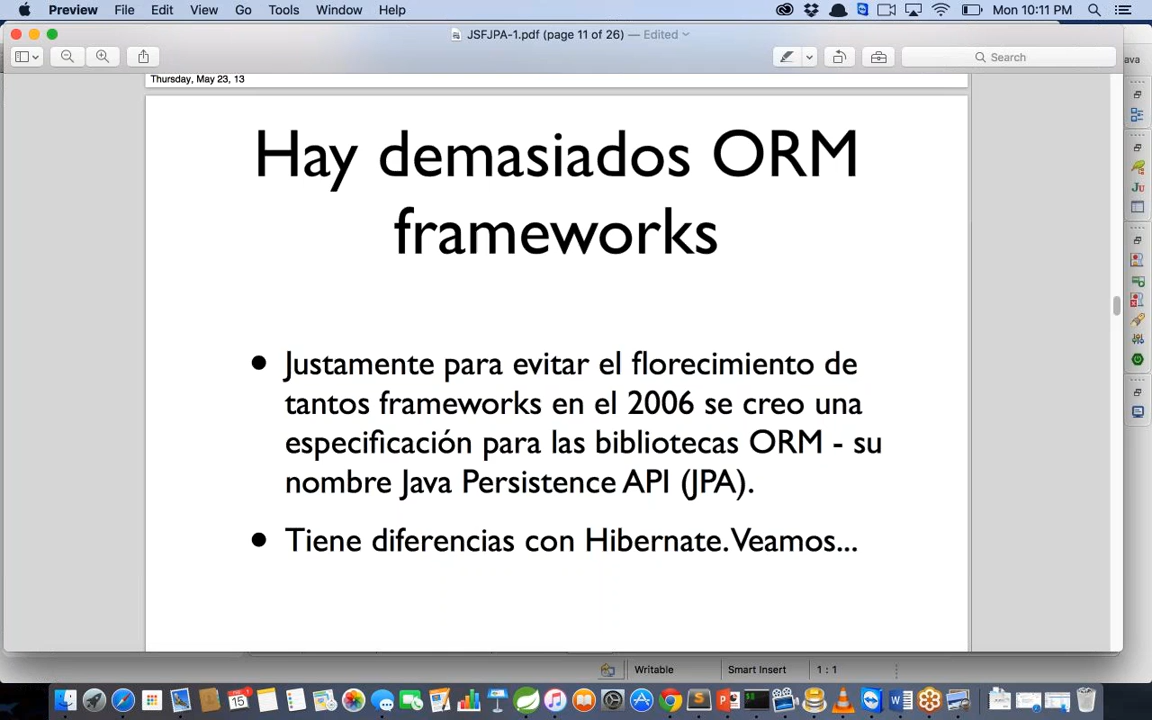 Preview File Edit View Go Tools Window Help Mon 10:11 PM
JSFJPA-1.pdf (page 11 of 26) — Edited
Search
ava
Thursday, May 23, 13
Hay demasiados ORM
frameworks
Justamente para evitar el florecimiento de
tantos frameworks en el 2006 se creo una
especificación para las bibliotecas ORM - su
nombre Java Persistence API (JPA).
Tiene diferencias con Hibernate. Veamos...
Ju
Writable Smart Insert 1 : 1
15